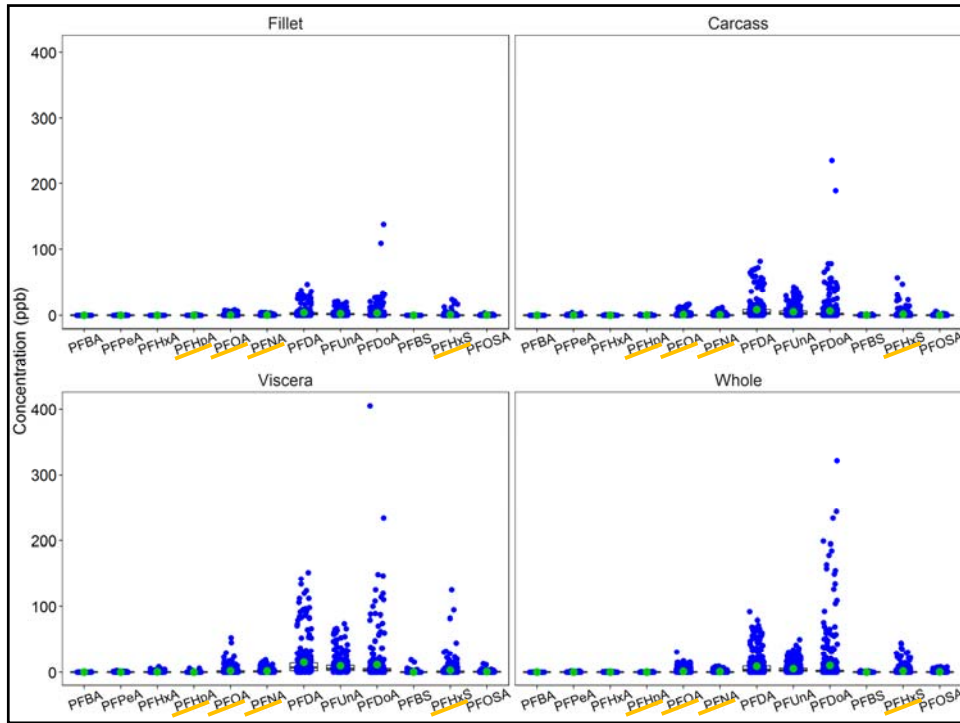 Fillet
Carcass
Concentration (ppb)
400
300
200
100
0
PFBA PFPeA PFHxA PFHpA PFOA PFNA PFDA PFUnA PFDoA PFBS PFHxS PFOSA
PFBA PFPeA PFHxA PFHpA PFOA PFNA PFDA PFUnA PFDoA PFBS PFHxS PFOSA
Viscera
Whole
400
300
200
100
0
PFBA PFPeA PFHxA PFHpA PFOA PFNA PFDA PFUnA PFDoA PFBS PFHxS PFOSA
PFBA PFPeA PFHxA PFHpA PFOA PFNA PFDA PFUnA PFDoA PFBS PFHxS PFOSA